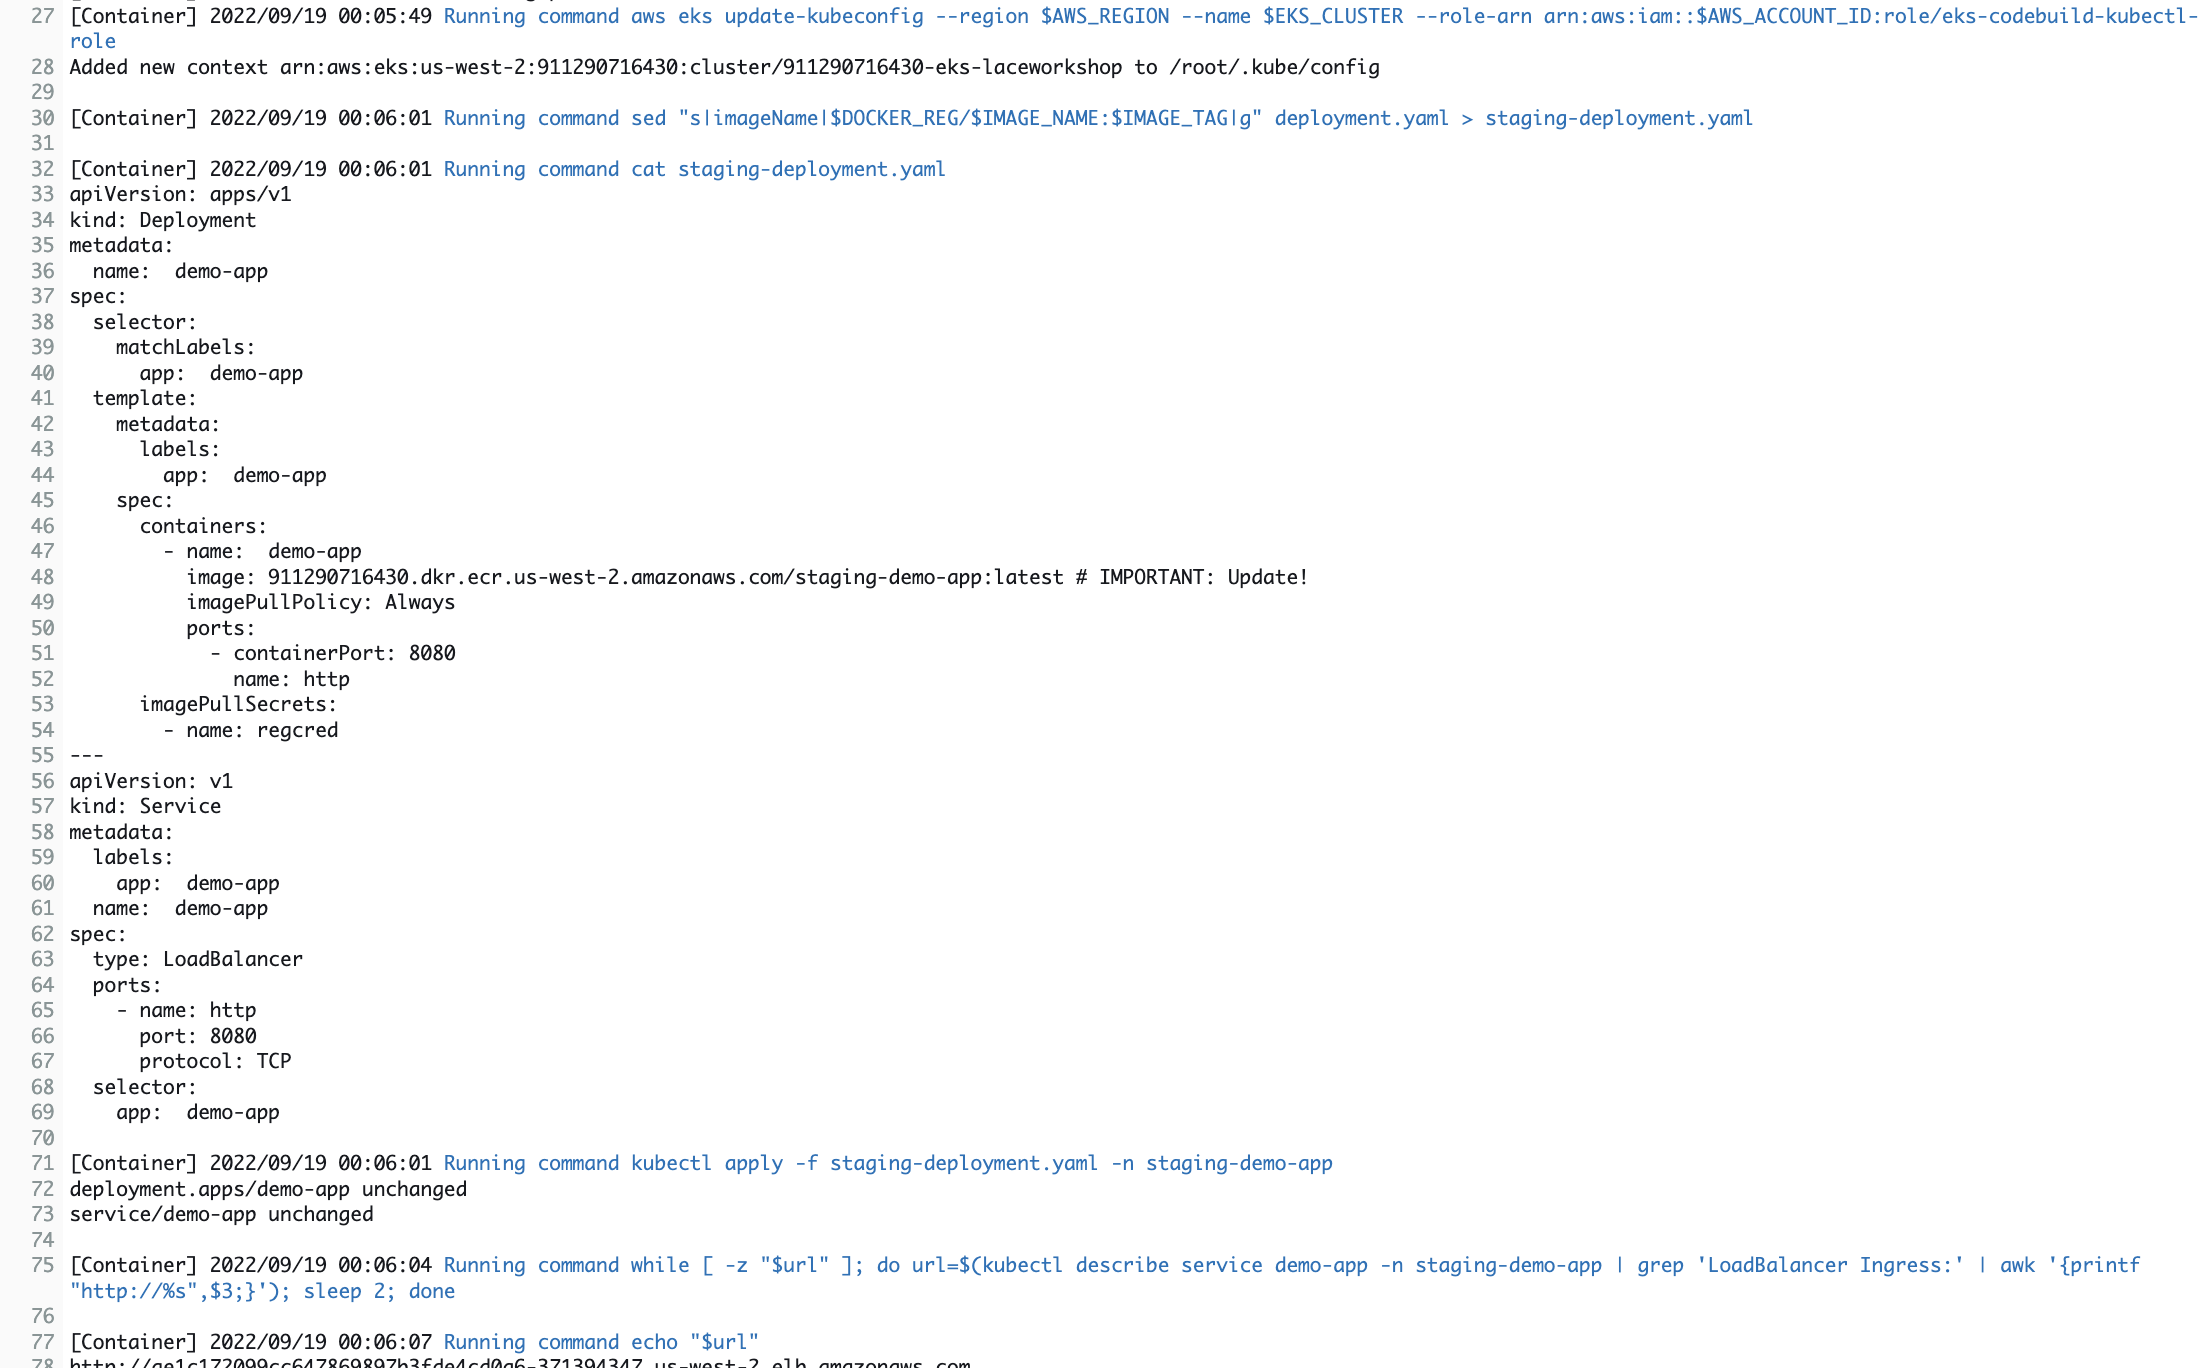 27 [Container] 2022/09/19 00:05:49 Running command aws eks update-kubeconfig --region $AWS_REGION --name $EKS_CLUSTER --role-arn arn:aws:iam::$AWS_ACCOUNT_ID:role/eks-codebuild-kubectl-
role
28 Added new context arn:aws:eks:us-west-2:911290716430:cluster/911290716430-eks-laceworkshop to /root/.kube/config
29
30 [Container] 2022/09/19 00:06:01 Running command sed "s|imageName|$DOCKER_REG/$IMAGE_NAME:$IMAGE_TAG|g" deployment.yaml > staging-deployment.yaml
31
32 [Container] 2022/09/19 00:06:01 Running command cat staging-deployment.yaml
33 apiVersion: apps/v1
34 kind: Deployment
35 metadata:
36   name:  demo-app
37 spec:
38   selector:
39     matchLabels:
40       app:  demo-app
41   template:
42     metadata:
43       labels:
44         app:  demo-app
45     spec:
46       containers:
47         - name:  demo-app
48           image: 911290716430.dkr.ecr.us-west-2.amazonaws.com/staging-demo-app:latest # IMPORTANT: Update!
49           imagePullPolicy: Always
50           ports:
51             - containerPort: 8080
52               name: http
53       imagePullSecrets:
54         - name: regcred
55 ---
56 apiVersion: v1
57 kind: Service
58 metadata:
59   labels:
60     app:  demo-app
61   name:  demo-app
62 spec:
63   type: LoadBalancer
64   ports:
65     - name: http
66       port: 8080
67       protocol: TCP
68   selector:
69     app:  demo-app
70
71 [Container] 2022/09/19 00:06:01 Running command kubectl apply -f staging-deployment.yaml -n staging-demo-app
72 deployment.apps/demo-app unchanged
73 service/demo-app unchanged
74
75 [Container] 2022/09/19 00:06:04 Running command while [ -z "$url" ]; do url=$(kubectl describe service demo-app -n staging-demo-app | grep 'LoadBalancer Ingress:' | awk '{printf
"http://%s",$3;}'); sleep 2; done
76
77 [Container] 2022/09/19 00:06:07 Running command echo "$url"
78